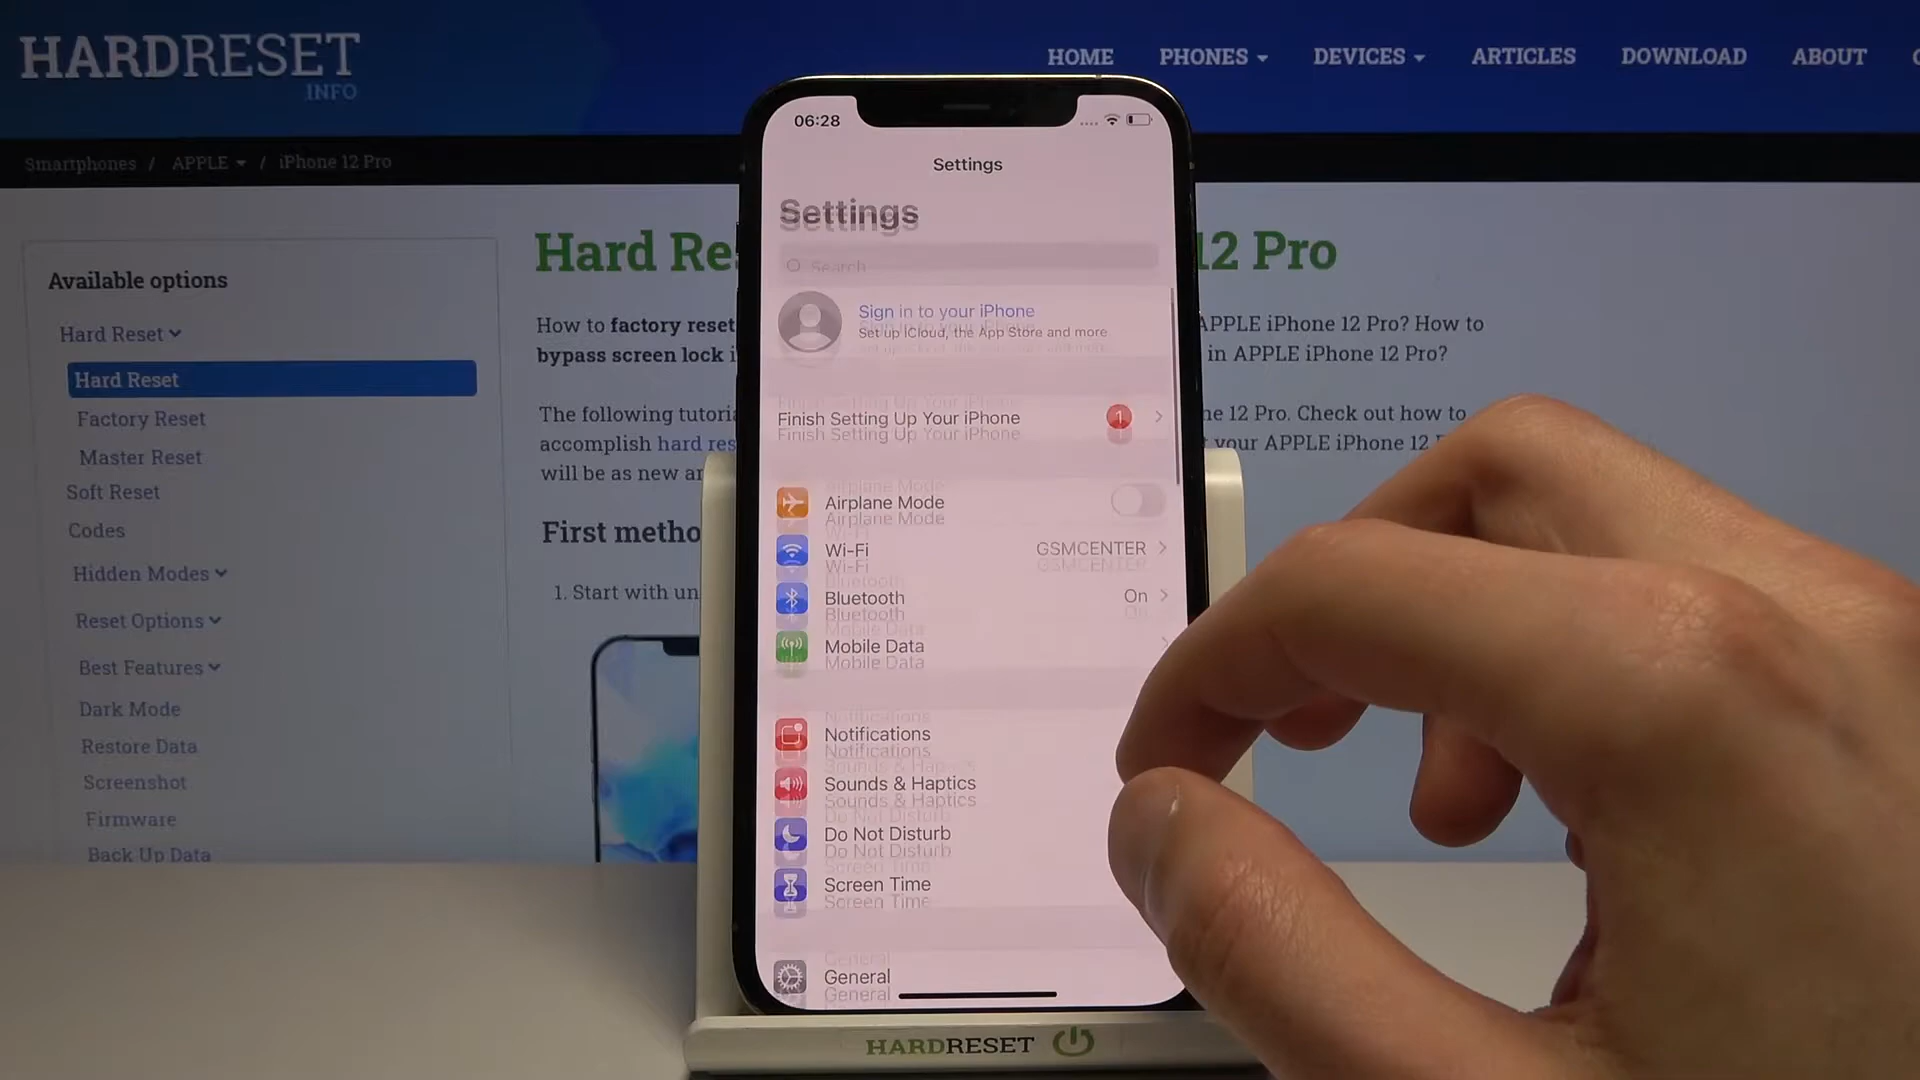 HARDRESET
INFO
HOME PHONES DEVICES ARTICLES DOWNLOAD ABOUT
Smartphones / APPLE / iPhone 12 Pro
Available options
Hard Reset
Hard Reset
Factory Reset
Master Reset
Soft Reset
Codes
Hidden Modes
Reset Options
Best Features
Dark Mode
Restore Data
Screenshot
Firmware
Back Up Data
Hard Re
12 Pro
How to factory reset
APPLE iPhone 12 Pro? How to
bypass screen lock i
in APPLE iPhone 12 Pro?
The following tutoria
ne 12 Pro. Check out how to
accomplish hard res
your APPLE iPhone 12
will be as new an
First metho
1. Start with un
06:28
Settings
Settings
Search
Sign in to your iPhone
Set up iCloud, the App Store and more
Finish Setting Up Your iPhone 1
Airplane Mode
Wi-Fi GSMCENTER
Bluetooth On
Mobile Data
Notifications
Sounds & Haptics
Do Not Disturb
Screen Time
General
HARDRESET